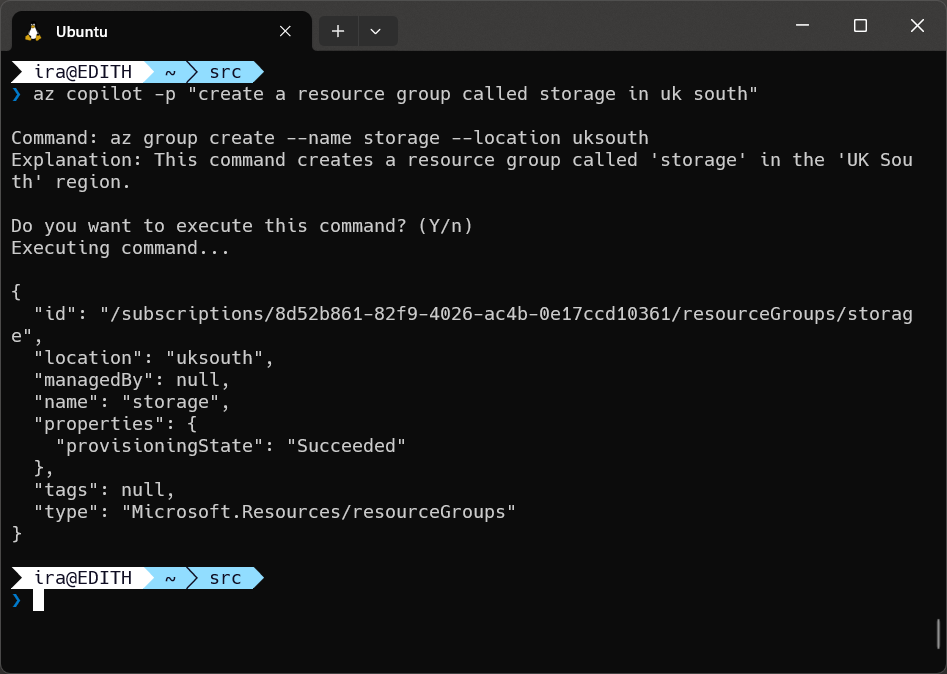 Ubuntu
ira@EDITH ~ src
❯ az copilot -p "create a resource group called storage in uk south"
Command: az group create --name storage --location uksouth
Explanation: This command creates a resource group called 'storage' in the 'UK Sou
th' region.
Do you want to execute this command? (Y/n)
Executing command...
{
  "id": "/subscriptions/8d52b861-82f9-4026-ac4b-0e17ccd10361/resourceGroups/storag
e",
  "location": "uksouth",
  "managedBy": null,
  "name": "storage",
  "properties": {
    "provisioningState": "Succeeded"
  },
  "tags": null,
  "type": "Microsoft.Resources/resourceGroups"
}
ira@EDITH ~ src
❯